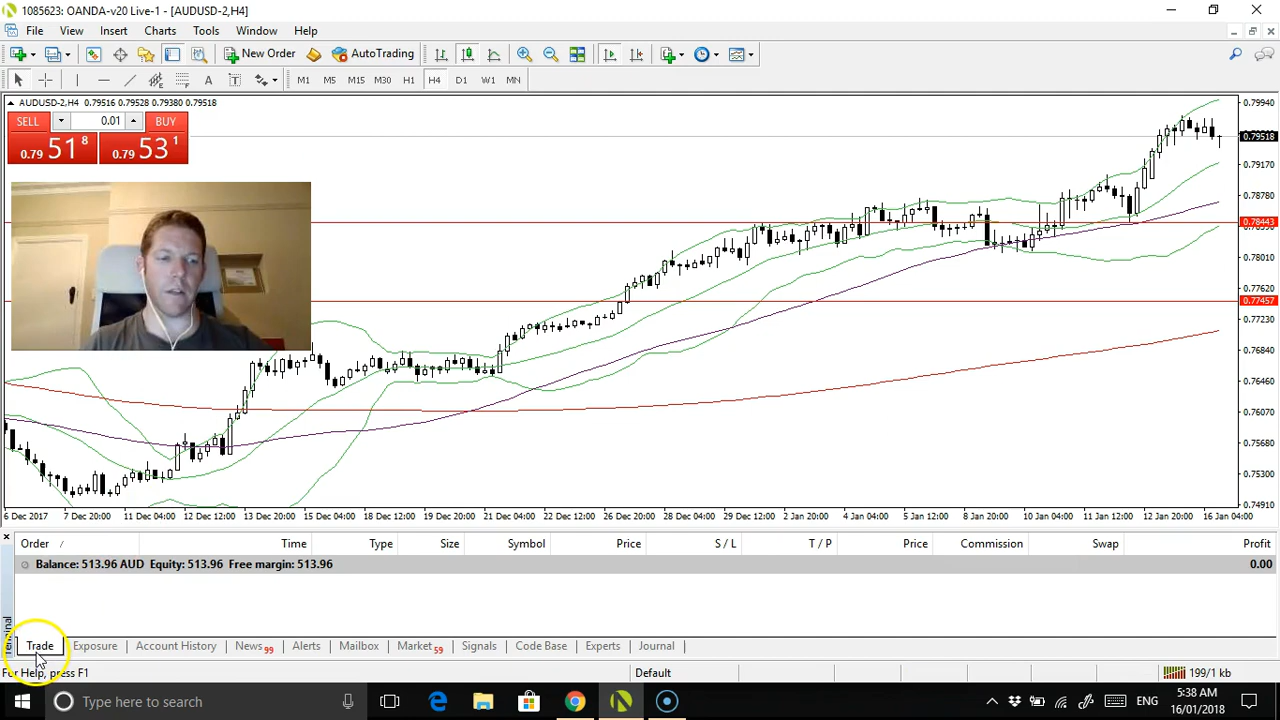 1085623: OANDA-v20 Live-1 - [AUDUSD-2,H4]
File View Insert Charts Tools Window Help
New Order AutoTrading
A T M1 M5 M15 M30 H1 H4 D1 W1 MN
AUDUSD-2,H4 0.79516 0.79528 0.79380 0.79518
SELL 0.01 BUY
0.79 51 8 0.79 53 1
0.79940
0.79518
0.79170
0.78780
0.78443
0.78010
0.77620
0.77457
0.77230
0.76840
0.76460
0.76070
0.75680
0.75300
0.74910
6 Dec 2017 7 Dec 20:00 11 Dec 04:00 12 Dec 12:00 13 Dec 20:00 15 Dec 04:00 18 Dec 12:00 19 Dec 20:00 21 Dec 04:00 22 Dec 12:00 26 Dec 20:00 28 Dec 04:00 29 Dec 12:00 2 Jan 20:00 4 Jan 04:00 5 Jan 12:00 8 Jan 20:00 10 Jan 04:00 11 Jan 12:00 12 Jan 20:00 16 Jan 04:00
Order / Time Type Size Symbol Price S / L T / P Price Commission Swap Profit
Balance: 513.96 AUD Equity: 513.96 Free margin: 513.96 0.00
Terminal
Trade Exposure Account History News 99 Alerts Mailbox Market 59 Signals Code Base Experts Journal
For Help, press F1 Default 199/1 kb
Type here to search ENG 5:38 AM
16/01/2018